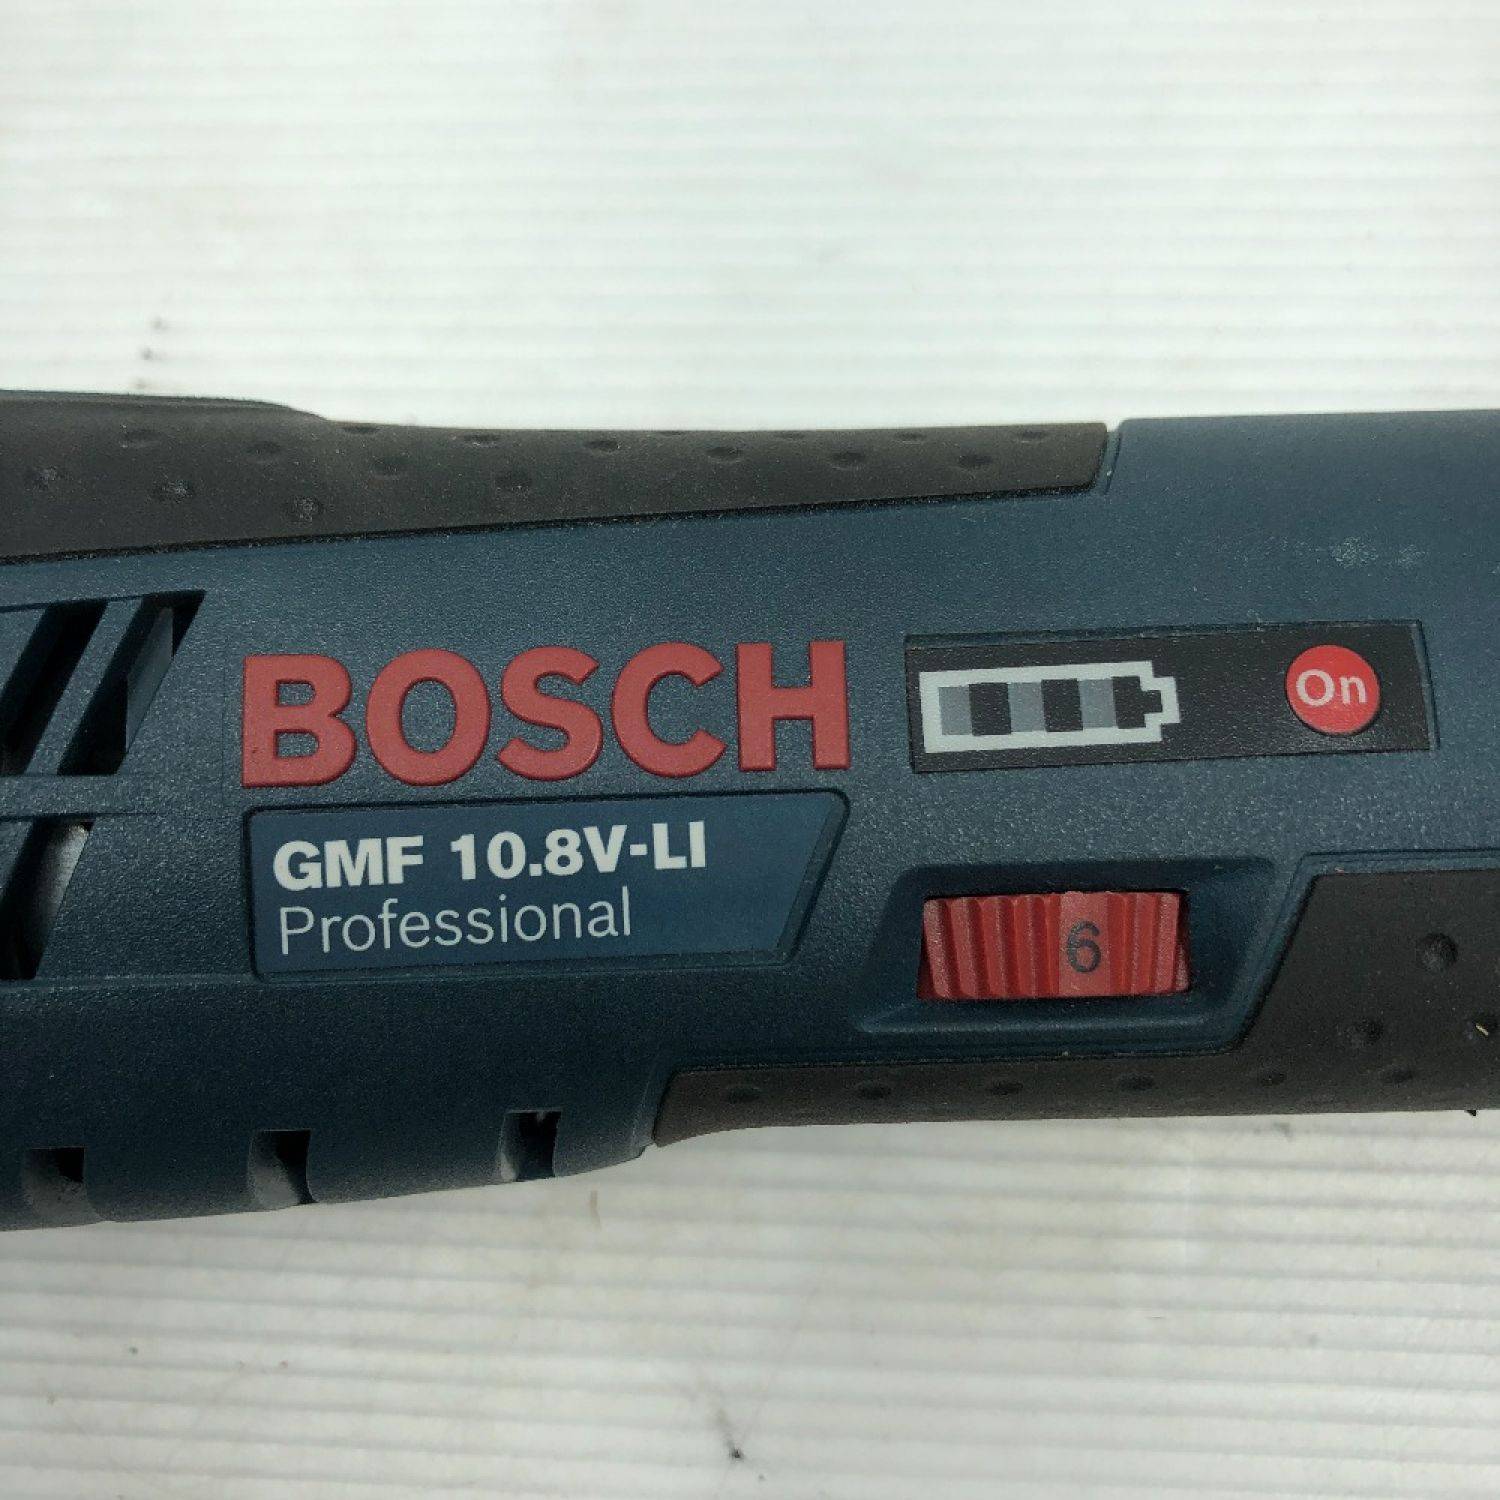 BOSCH
On
GMF 10.8V-LI
Professional
6